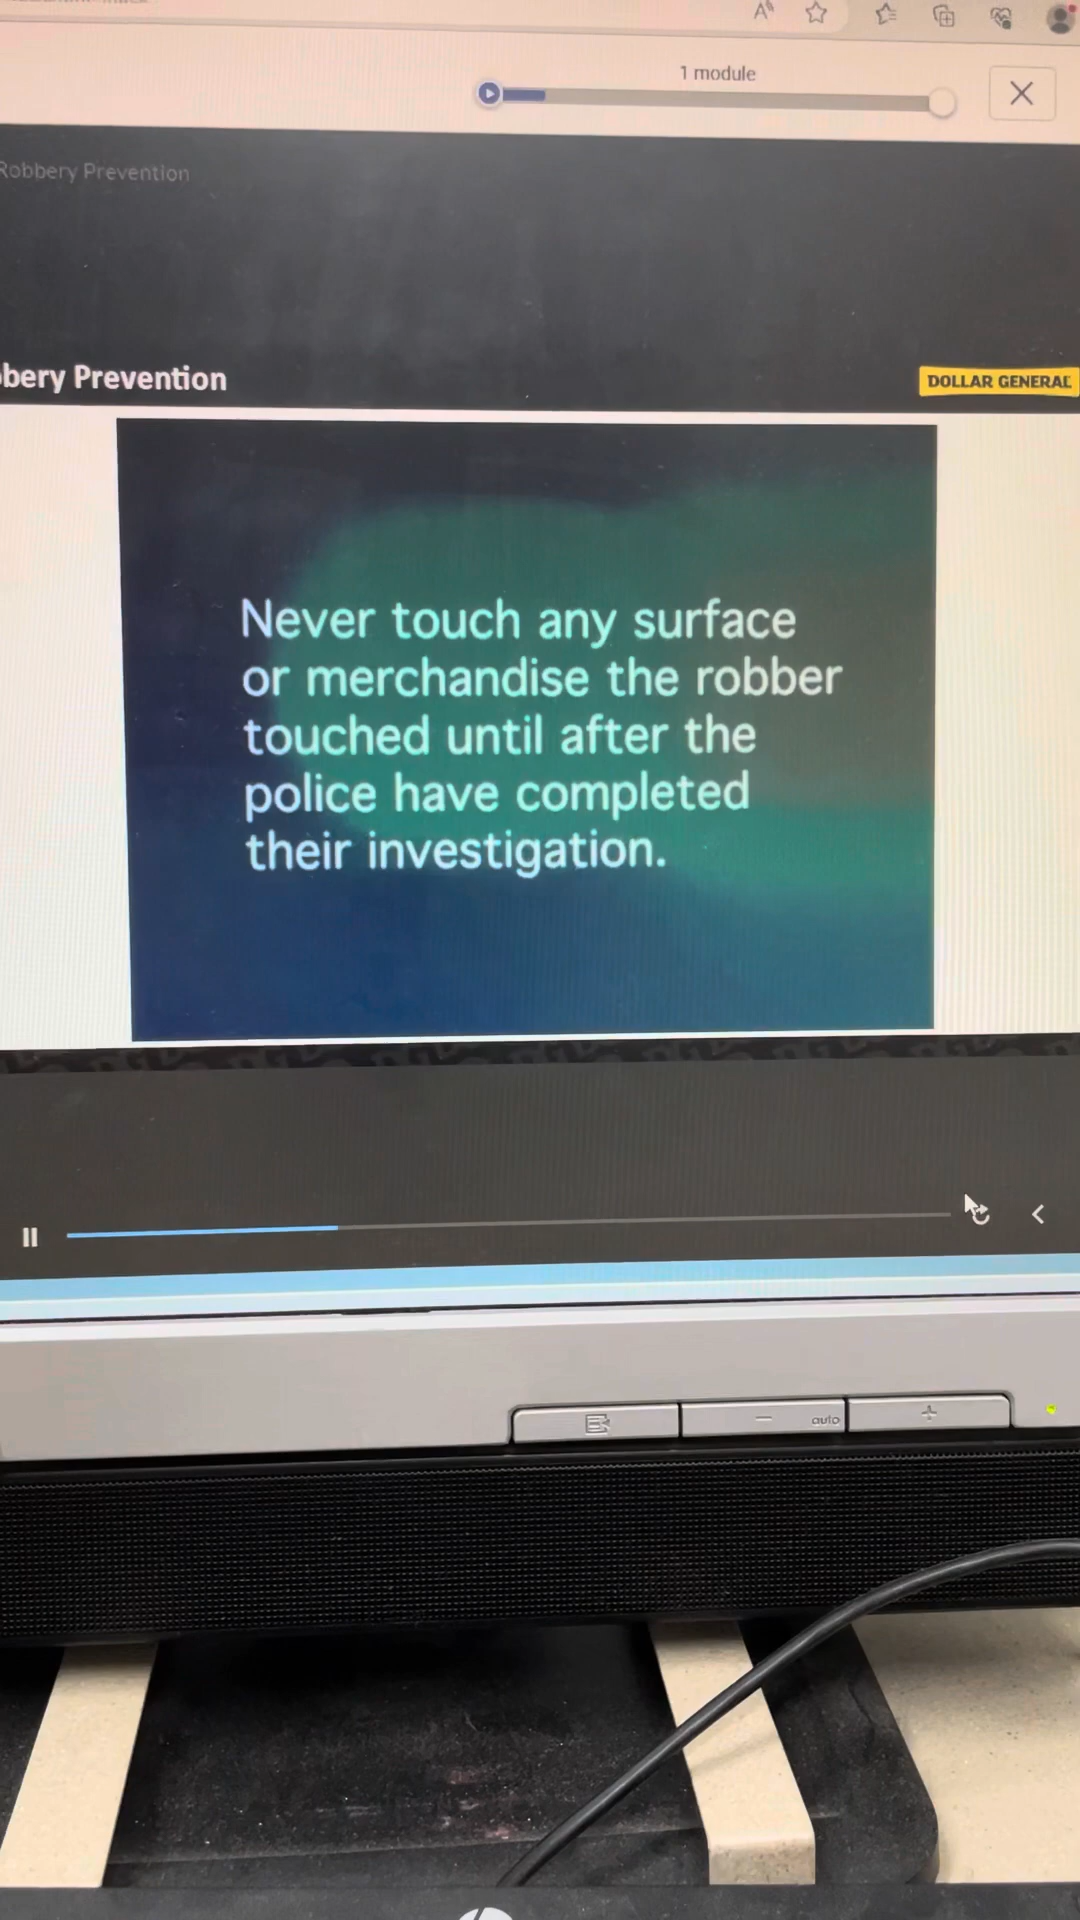 1 module
Robbery Prevention
bery Prevention
DOLLAR GENERAL
Never touch any surface
or merchandise the robber
touched until after the
police have completed
their investigation.
auto